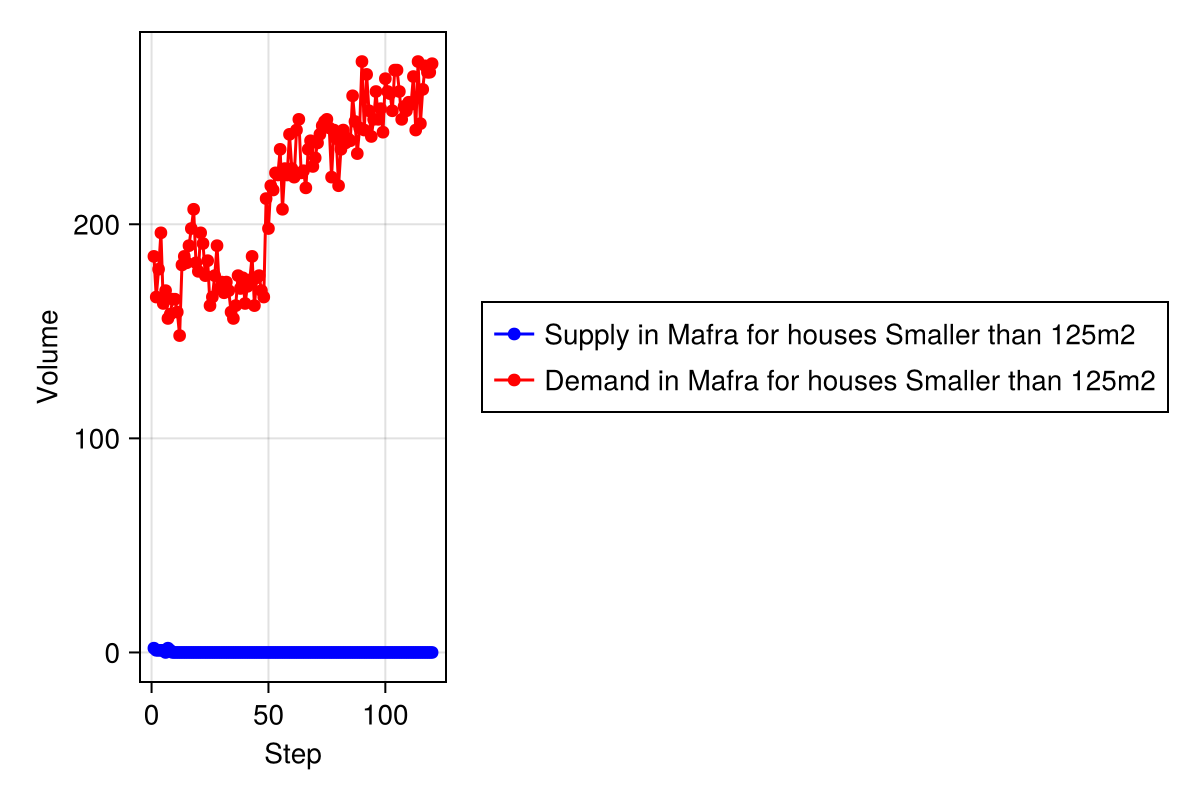 Volume
200
100
0
0 50 100
Step
Supply in Mafra for houses Smaller than 125m2
Demand in Mafra for houses Smaller than 125m2